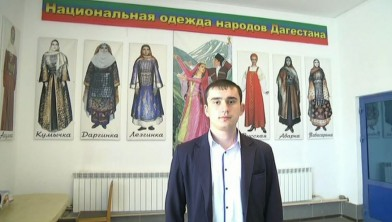 Национальная одежда народов Дагестана
Кумычка
Даргинка
Лезгинка
Аварка